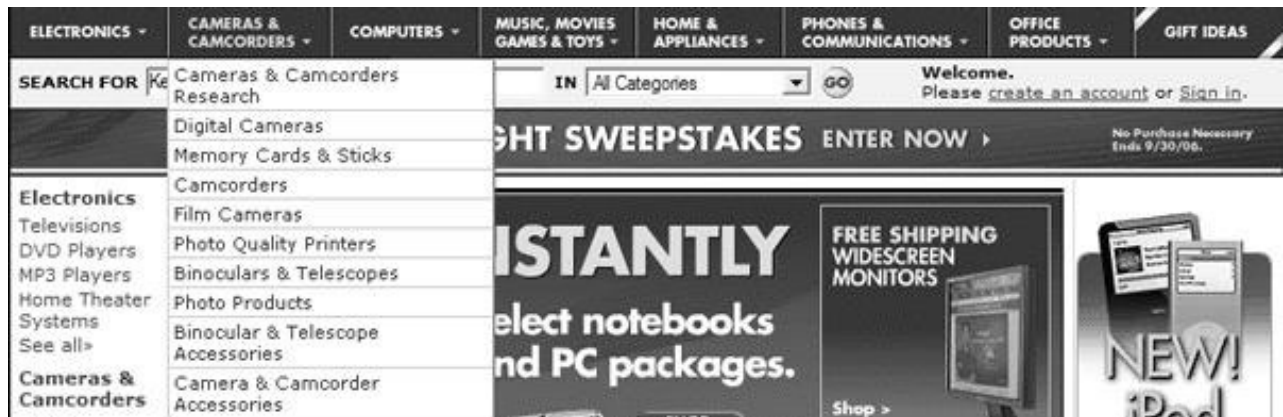 ELECTRONICS
CAMERAS &
CAMCORDERS
COMPUTERS
MUSIC, MOVIES
GAMES & TOYS
HOME &
APPLIANCES
PHONES &
COMMUNICATIONS
OFFICE
PRODUCTS
GIFT IDEAS
SEARCH FOR Ke
IN All Categories GO
Welcome.
Please create an account or Sign in.
Cameras & Camcorders
Research
Digital Cameras
Memory Cards & Sticks
Camcorders
Film Cameras
Photo Quality Printers
Binoculars & Telescopes
Photo Products
Binocular & Telescope
Accessories
Camera & Camcorder
Accessories
GHT SWEEPSTAKES ENTER NOW
No Purchase Necessary
Ends 9/30/06.
Electronics
Televisions
DVD Players
MP3 Players
Home Theater
Systems
See all»
Cameras &
Camcorders
ISTANTLY
elect notebooks
nd PC packages.
FREE SHIPPING
WIDESCREEN
MONITORS
Shop >
NEW!
iPod